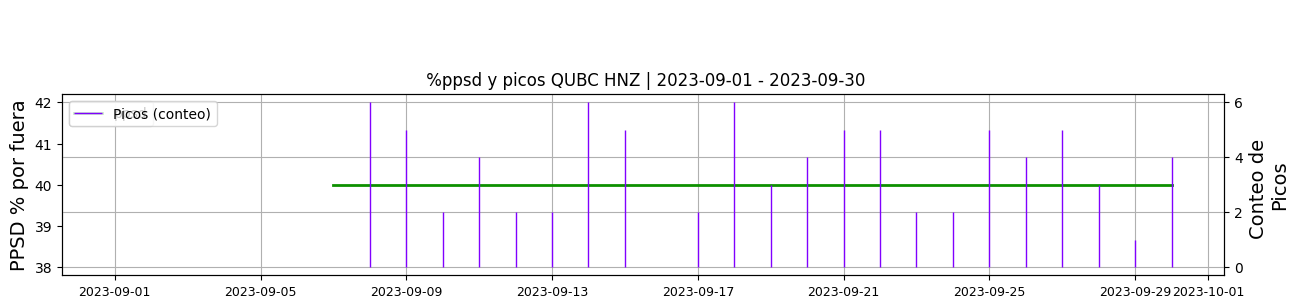 %ppsd y picos QUBC HNZ | 2023-09-01 - 2023-09-30
PPSD % por fuera
42
41
40
39
38
Picos (conteo)
6
4
2
0
Conteo de
Picos
2023-09-01 2023-09-05 2023-09-09 2023-09-13 2023-09-17 2023-09-21 2023-09-25 2023-09-29 2023-10-01